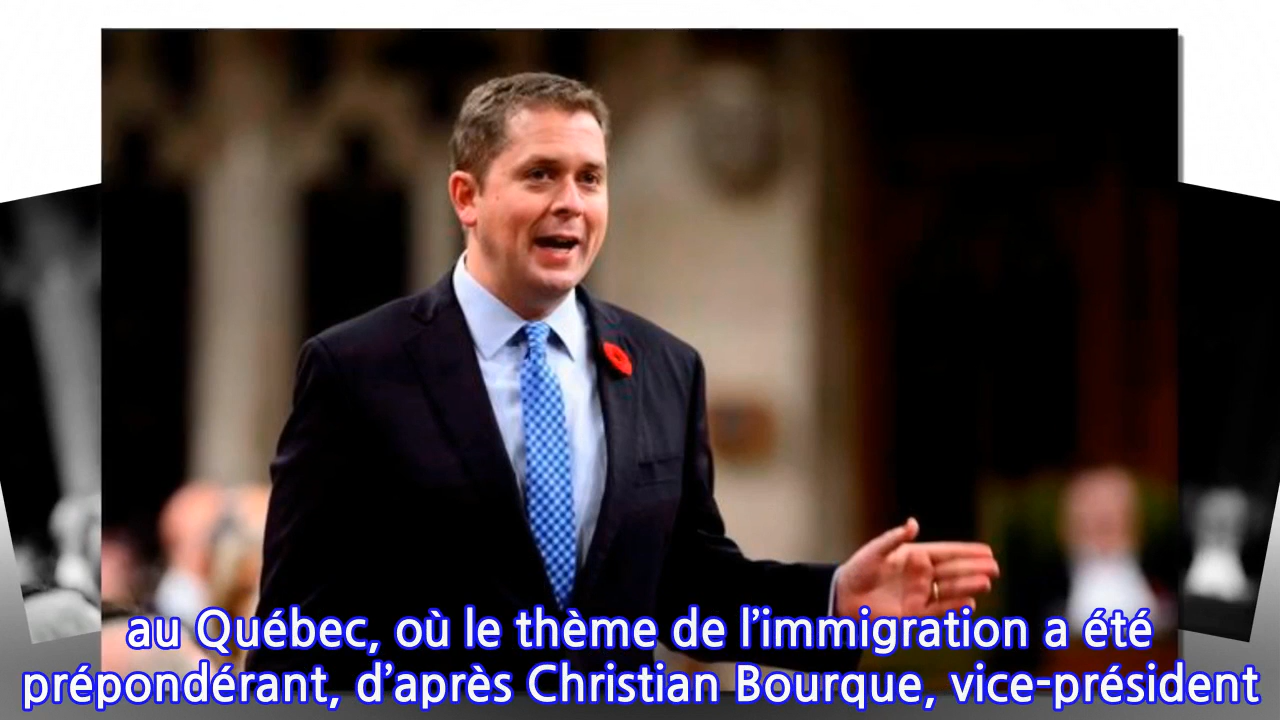 au Québec, où le thème de l’immigration a été
prépondérant, d’après Christian Bourque, vice-président